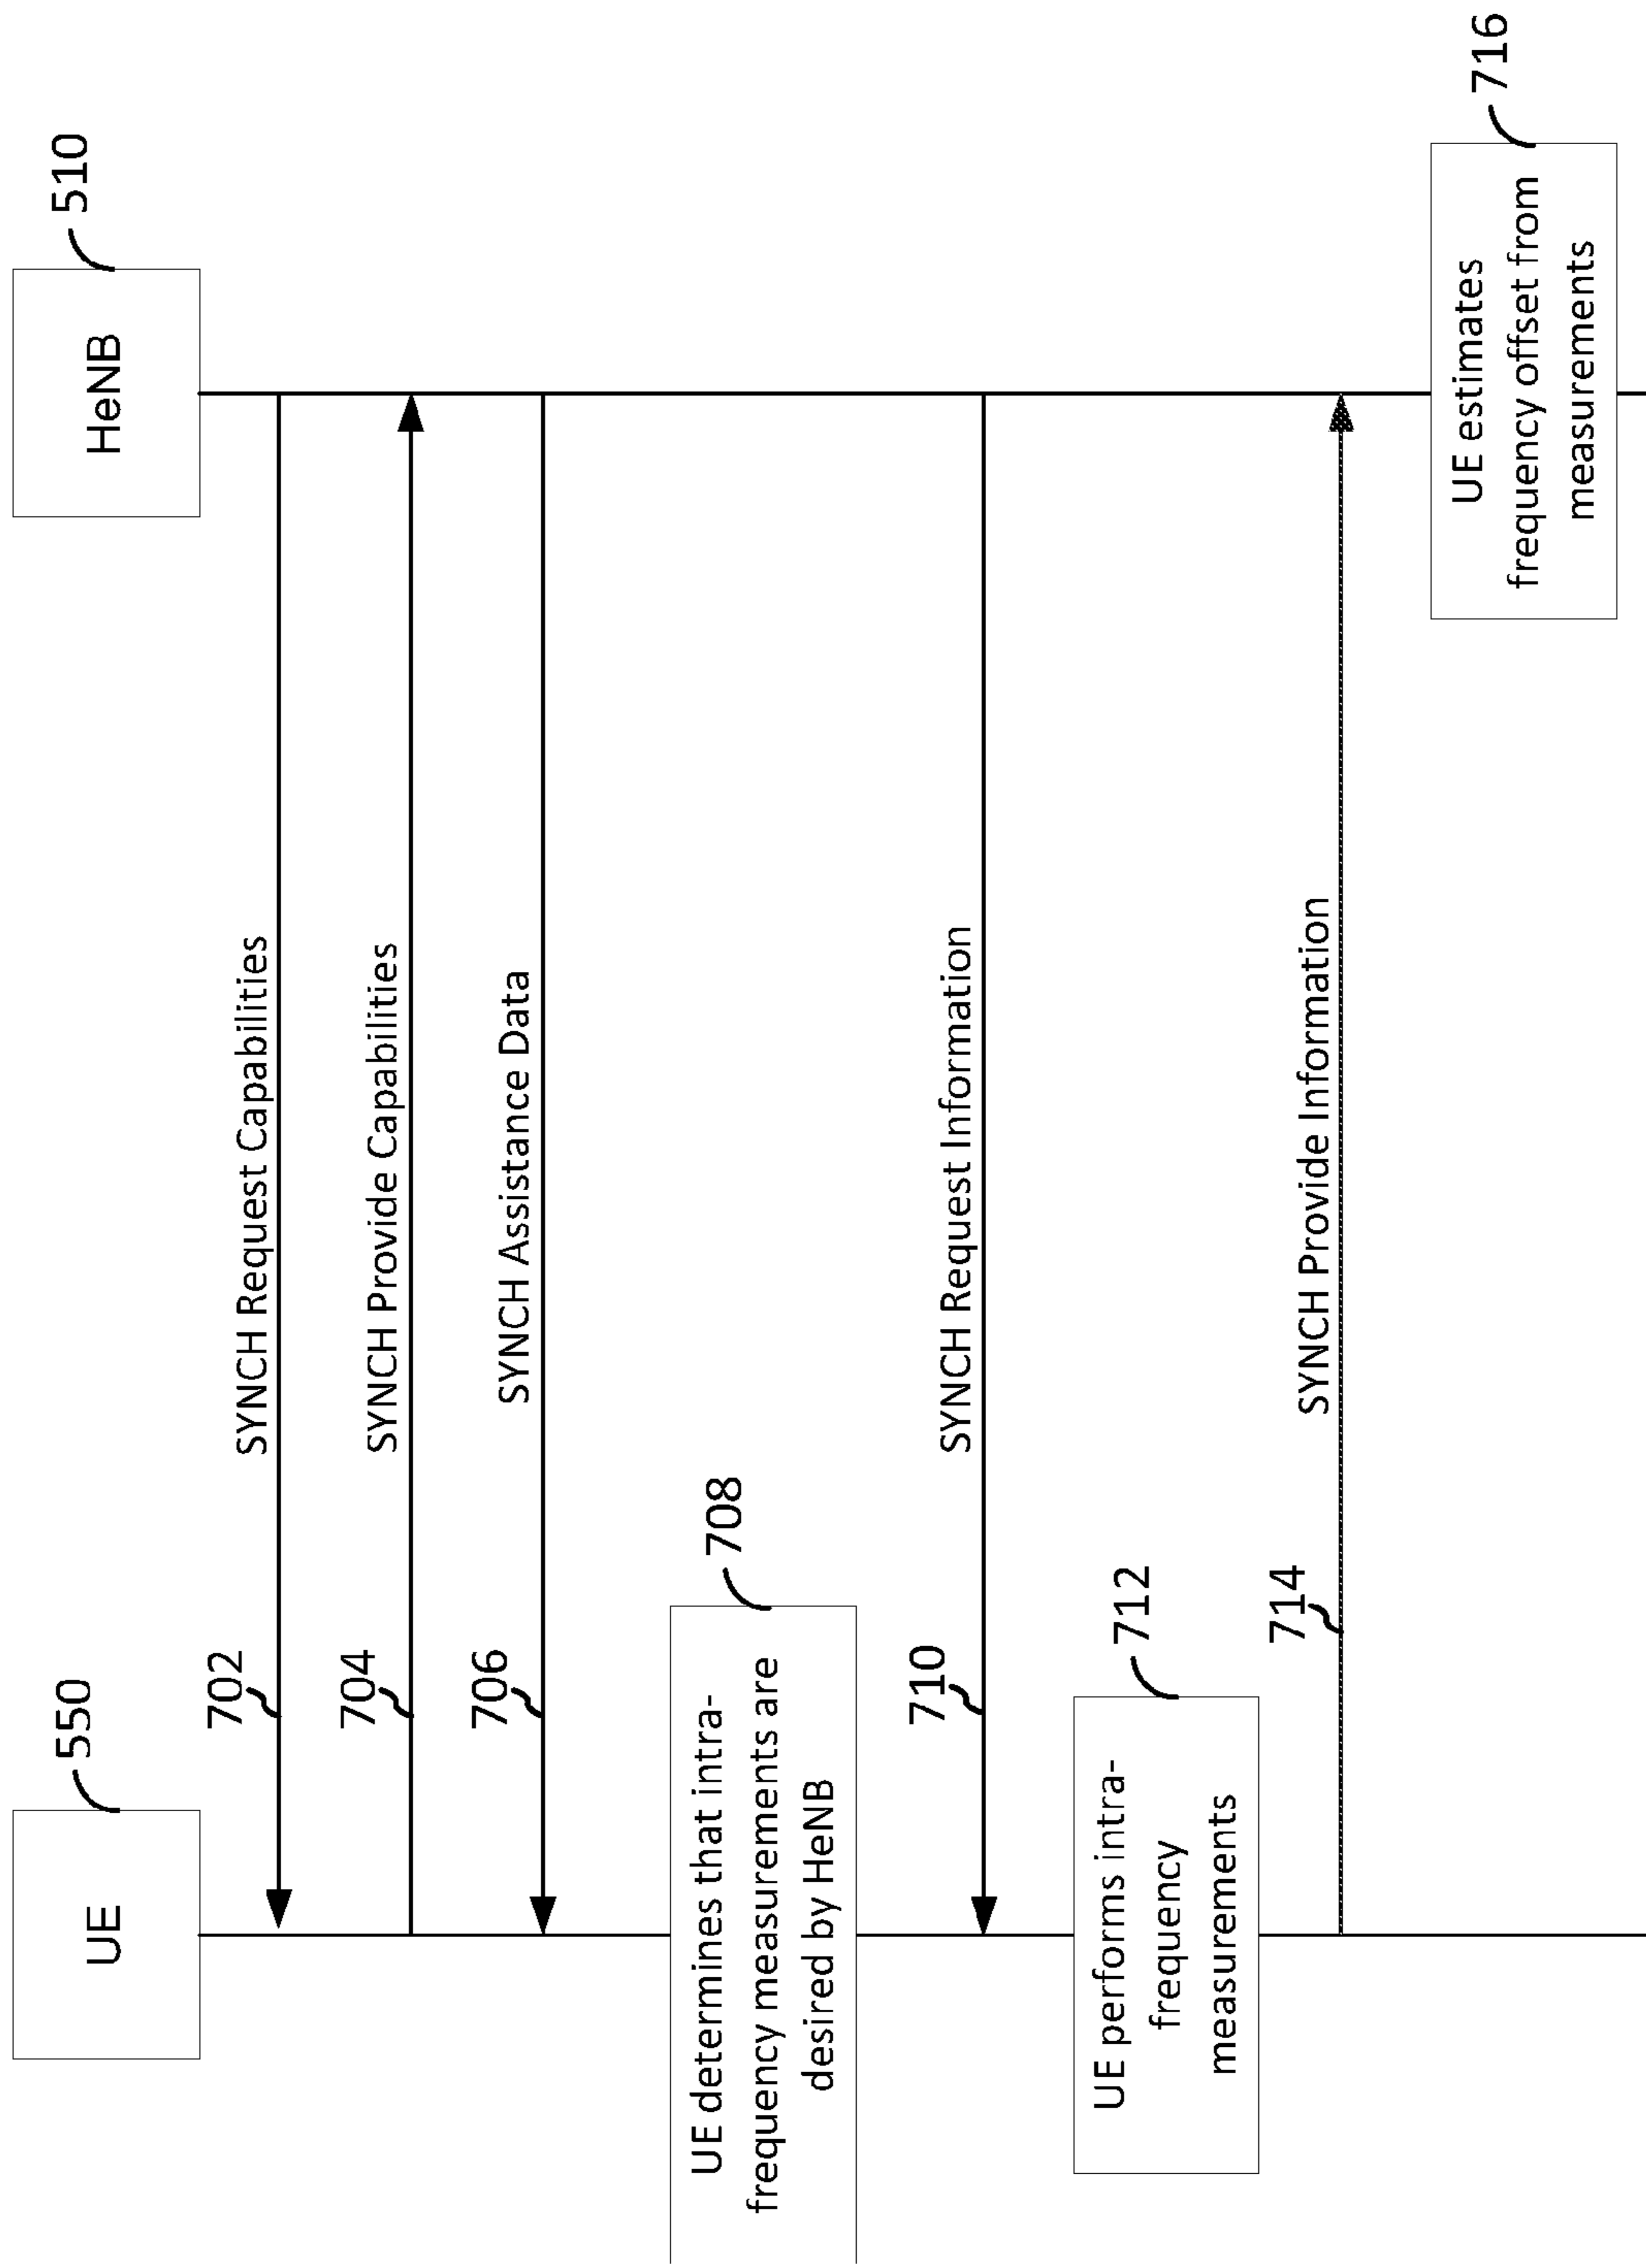 UE
550
HeNB
510
SYNCH Request Capabilities
702
SYNCH Provide Capabilities
704
SYNCH Assistance Data
706
UE determines that intra-
frequency measurements are
desired by HeNB
708
SYNCH Request Information
710
UE performs intra-
frequency
measurements
712
SYNCH Provide Information
714
UE estimates
frequency offset from
measurements
716